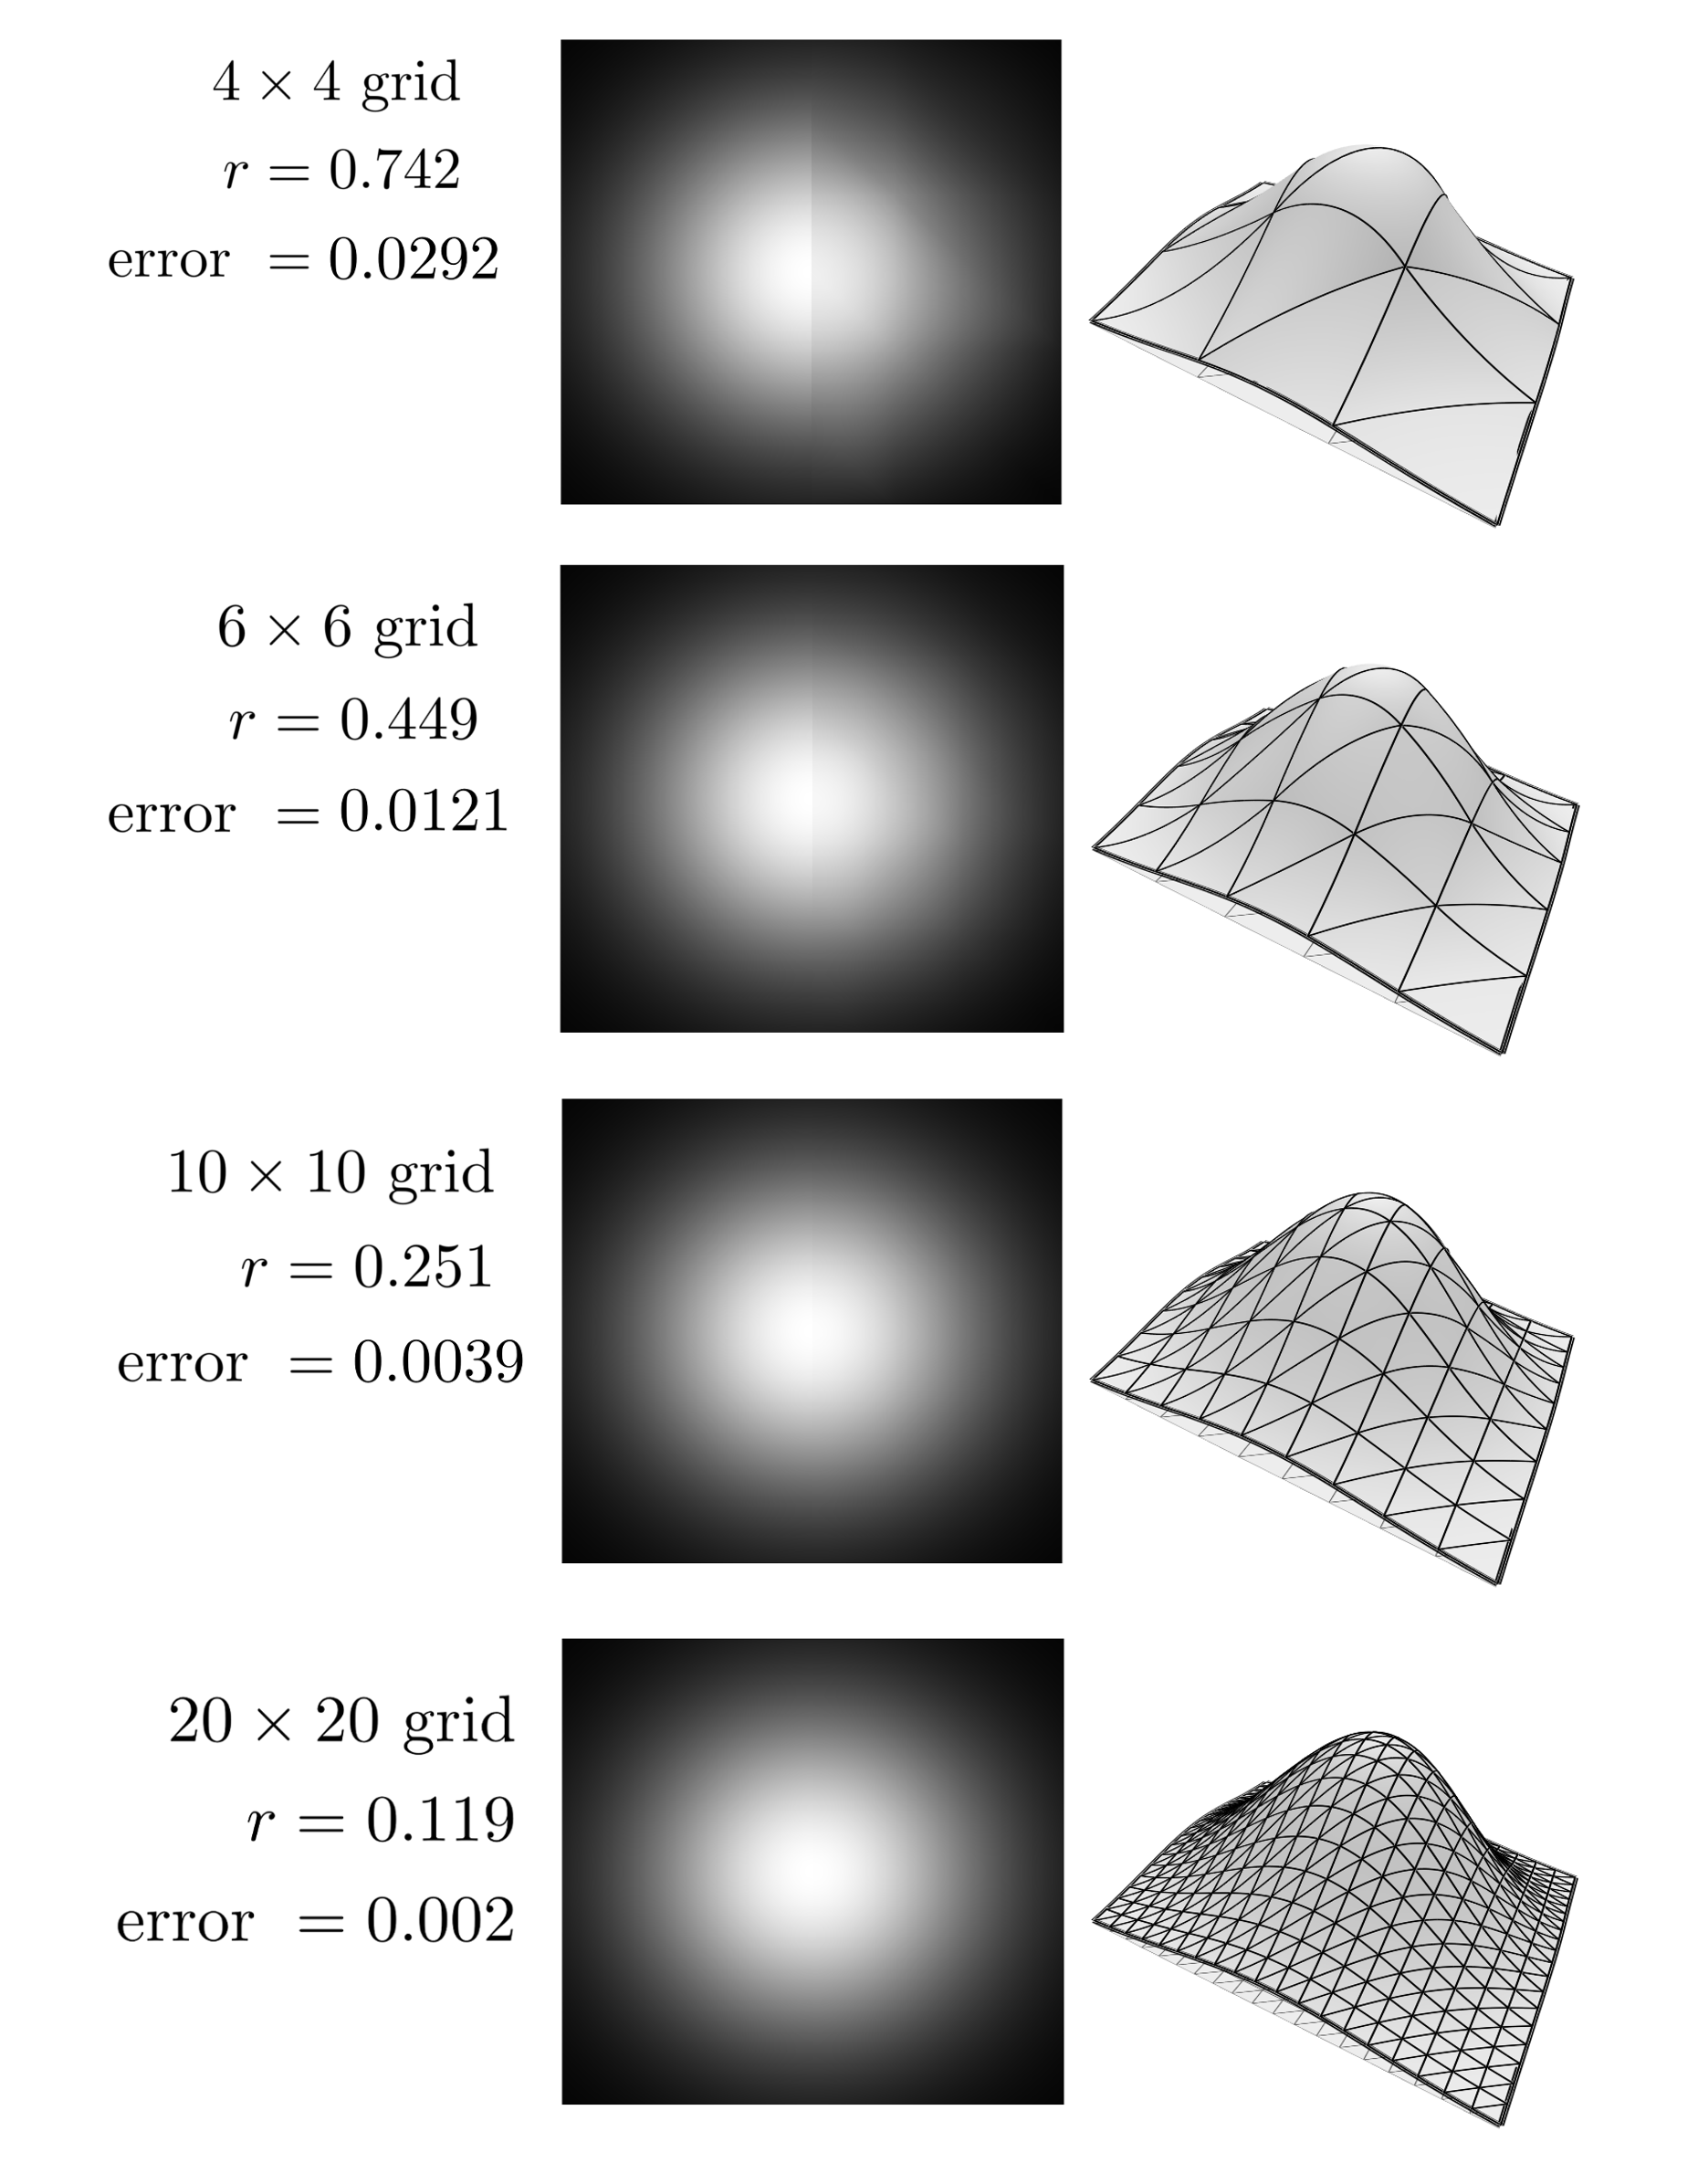 4 × 4 grid
r = 0.742
error = 0.0292
6 × 6 grid
r = 0.449
error = 0.0121
10 × 10 grid
r = 0.251
error = 0.0039
20 × 20 grid
r = 0.119
error = 0.002